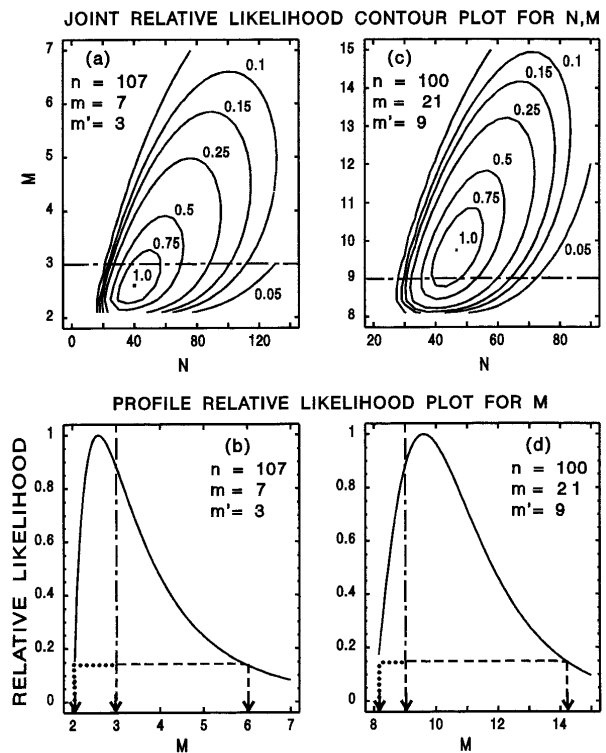 JOINT RELATIVE LIKELIHOOD CONTOUR PLOT FOR N,M
(a)
n = 107
m = 7
m'= 3
0.1
0.15
0.25
0.5
0.75
1.0
0.05
7
6
5
4
3
2
M
0 40 80 120
N
(c)
n = 100
m = 21
m'= 9
0.1
0.15
0.25
0.5
0.75
1.0
0.05
15
14
13
12
11
10
9
8
20 40 60 80
N
PROFILE RELATIVE LIKELIHOOD PLOT FOR M
RELATIVE LIKELIHOOD
(b)
n = 107
m = 7
m'= 3
1
0.8
0.6
0.4
0.2
0
2 3 4 5 6 7
M
(d)
n = 100
m = 21
m'= 9
1
0.8
0.6
0.4
0.2
0
8 10 12 14
M